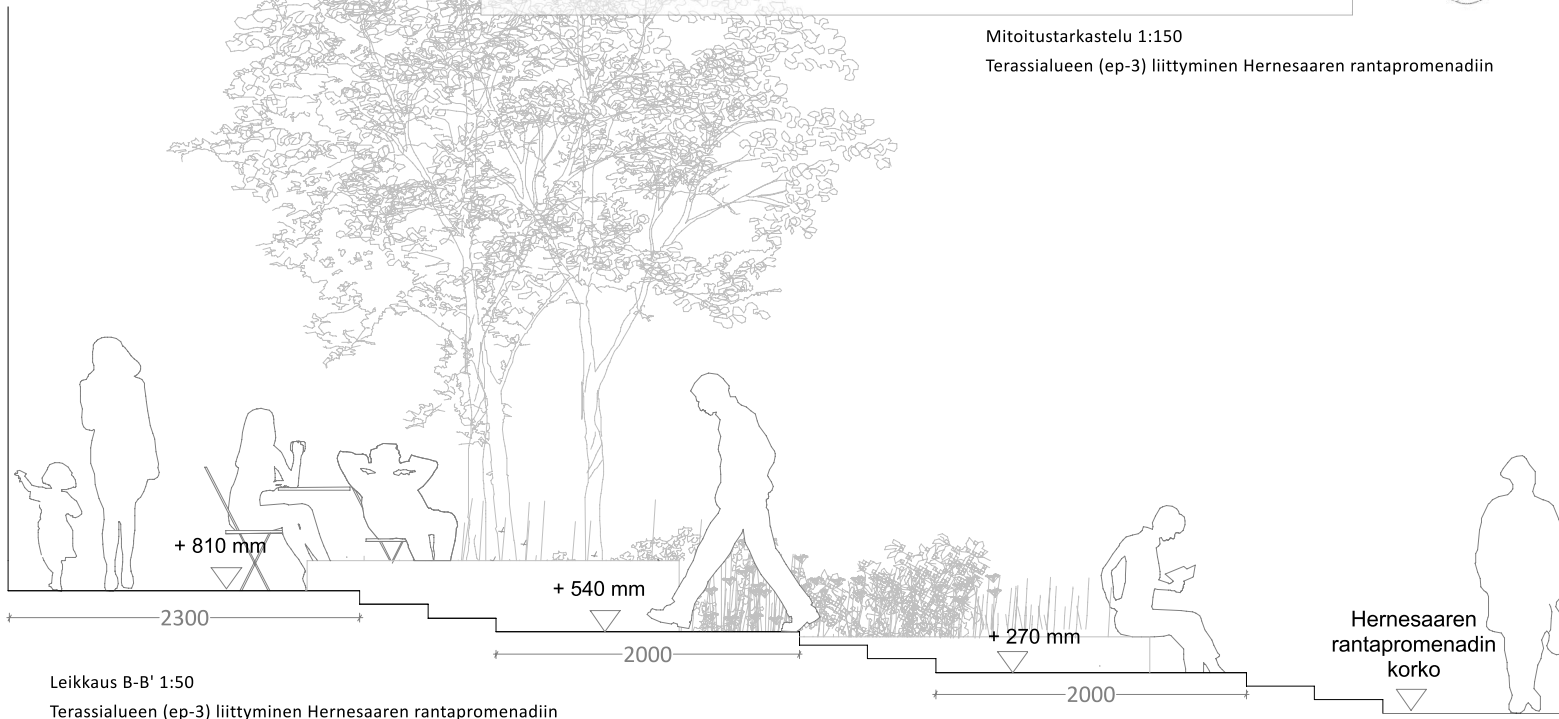 Mitoitustarkastelu 1:150
Terassialueen (ep-3) liittyminen Hernesaaren rantapromenadiin
+ 810 mm
+ 540 mm
2300
+ 270 mm
Hernesaaren
rantapromenadin
korko
2000
2000
Leikkaus B-B' 1:50
Terassialueen (ep-3) liittyminen Hernesaaren rantapromenadiin